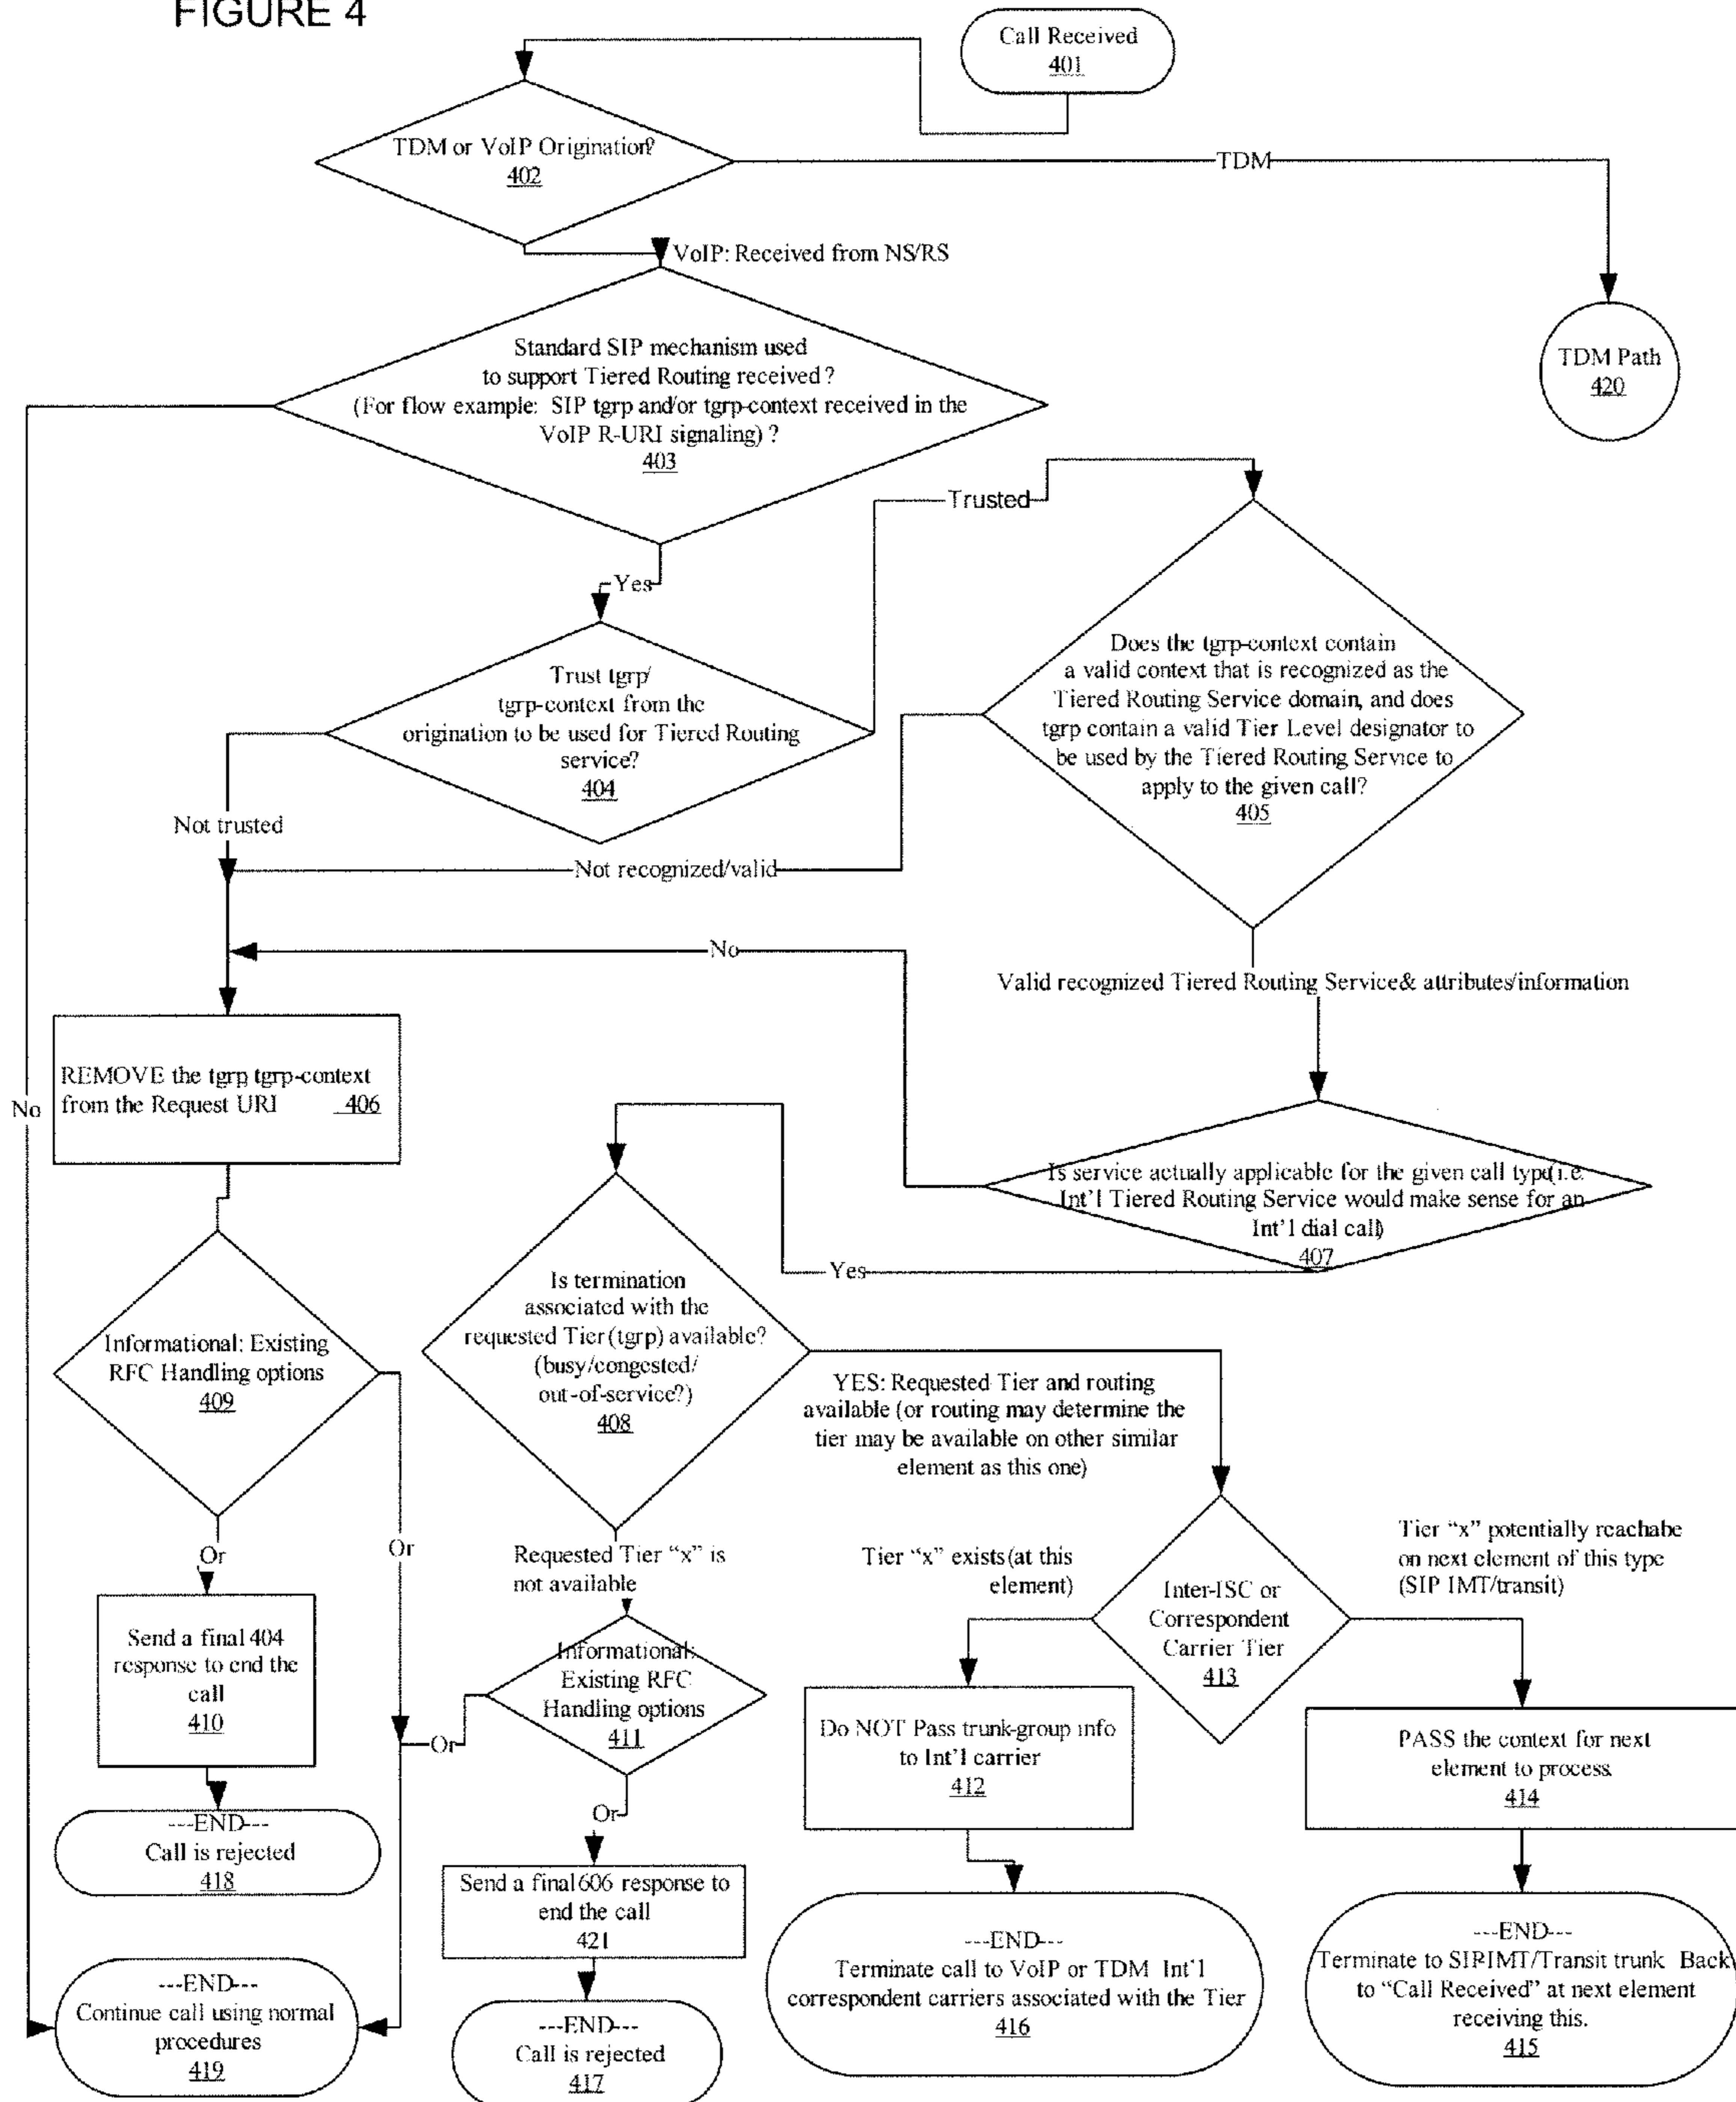 FIGURE 4
Call Received
401
TDM or VoIP Origination?
402
TDM
VoIP: Received from NS/RS
TDM Path
420
Standard SIP mechanism used
to support Tiered Routing received?
(For flow example: SIP tgrp and/or tgrp-context received in the
VoIP R-URI signaling) ?
403
Trusted
Yes
Trust tgrp/
tgrp-context from the
origination to be used for Tiered Routing
service?
404
Does the tgrp-context contain
a valid context that is recognized as the
Tiered Routing Service domain, and does
tgrp contain a valid Tier Level designator to
be used by the Tiered Routing Service to
apply to the given call?
405
Not trusted
Not recognized/valid
No
Valid recognized Tiered Routing Service& attributes/information
REMOVE the tgrp tgrp-context
from the Request URI 406
No
Is service actually applicable for the given call type(i.e.
Int'l Tiered Routing Service would make sense for an
Int'l dial call)
407
Yes
Is termination
associated with the
requested Tier(tgrp) available?
(busy/congested/
out-of-service?)
408
Informational: Existing
RFC Handling options
409
YES: Requested Tier and routing
available (or routing may determine the
tier may be available on other similar
element as this one)
Or
Or
Requested Tier "x" is
not available
Tier "x" exists(at this
element)
Inter-ISC or
Correspondent
Carrier Tier
413
Tier "x" potentially reachabe
on next element of this type
(SIP IMT/transit)
Send a final 404
response to end the
call
410
Informational:
Existing RFC
Handling options
411
Or
Or
Do NOT Pass trunk-group info
to Int'l carrier
412
PASS the context for next
element to process
414
---END---
Call is rejected
418
Send a final 606 response to
end the call
421
---END---
Terminate call to VoIP or TDM Int'l
correspondent carriers associated with the Tier
416
---END---
Terminate to SIPIMT/Transit trunk Back
to "Call Received" at next element
receiving this.
415
---END---
Continue call using normal
procedures
419
---END---
Call is rejected
417